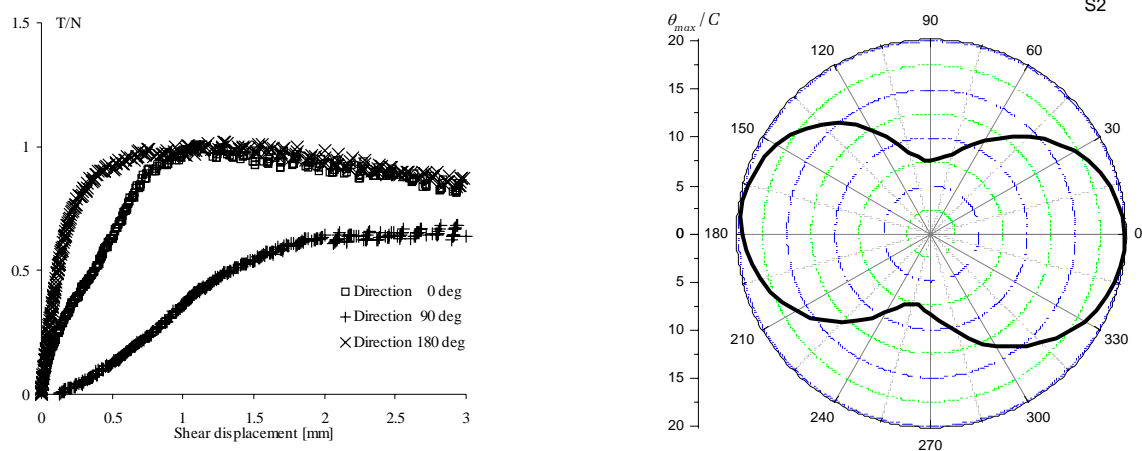 1.5
T/N
1
0.5
0
Direction 0 deg
Direction 90 deg
Direction 180 deg
0 0.5 1 1.5 2 2.5 3
Shear displacement [mm]
S2
θmax / C
20
15
10
5
0
5
10
15
20
90
120 60
150 30
180 0
210 330
240 300
270